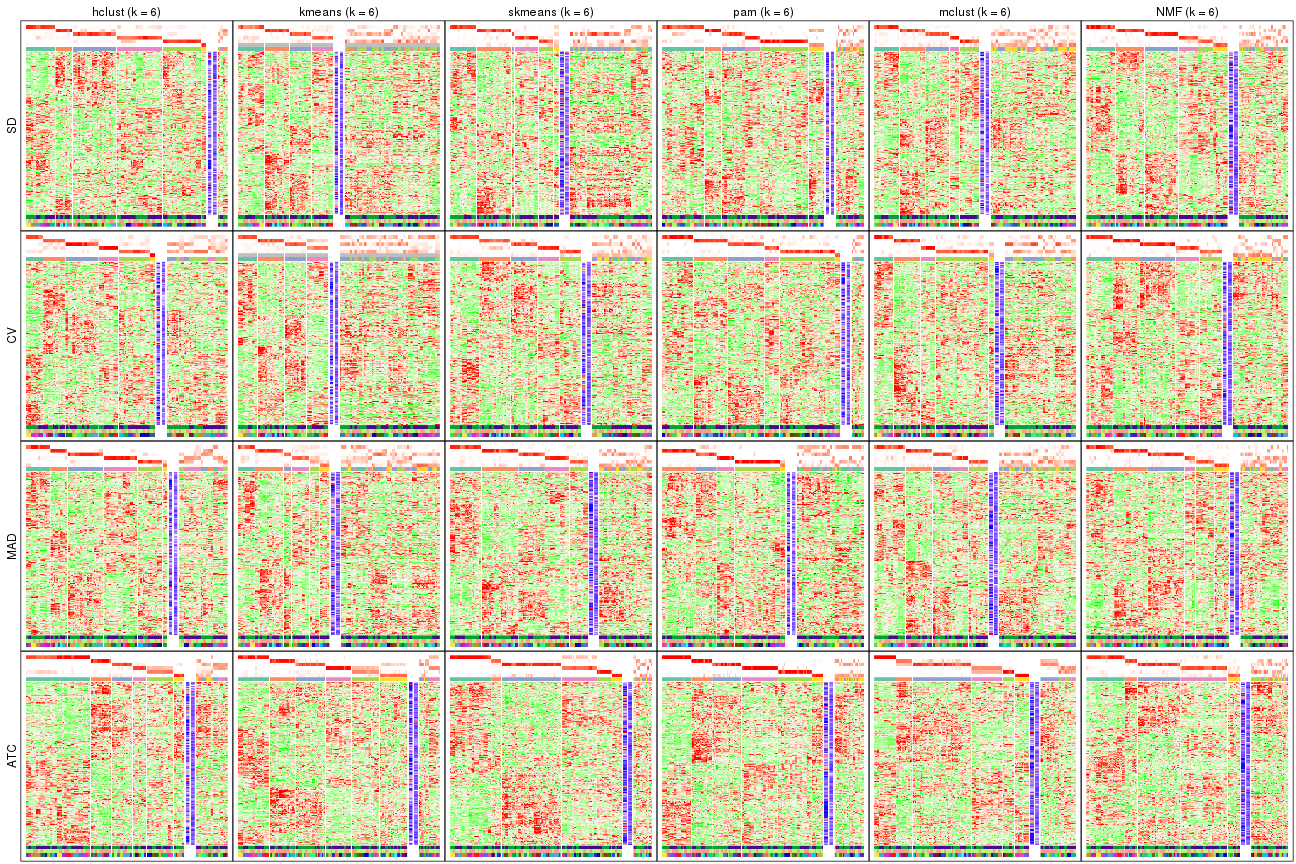 hclust (k = 6) kmeans (k = 6) skmeans (k = 6) pam (k = 6) mclust (k = 6) NMF (k = 6)
SD
CV
MAD
ATC